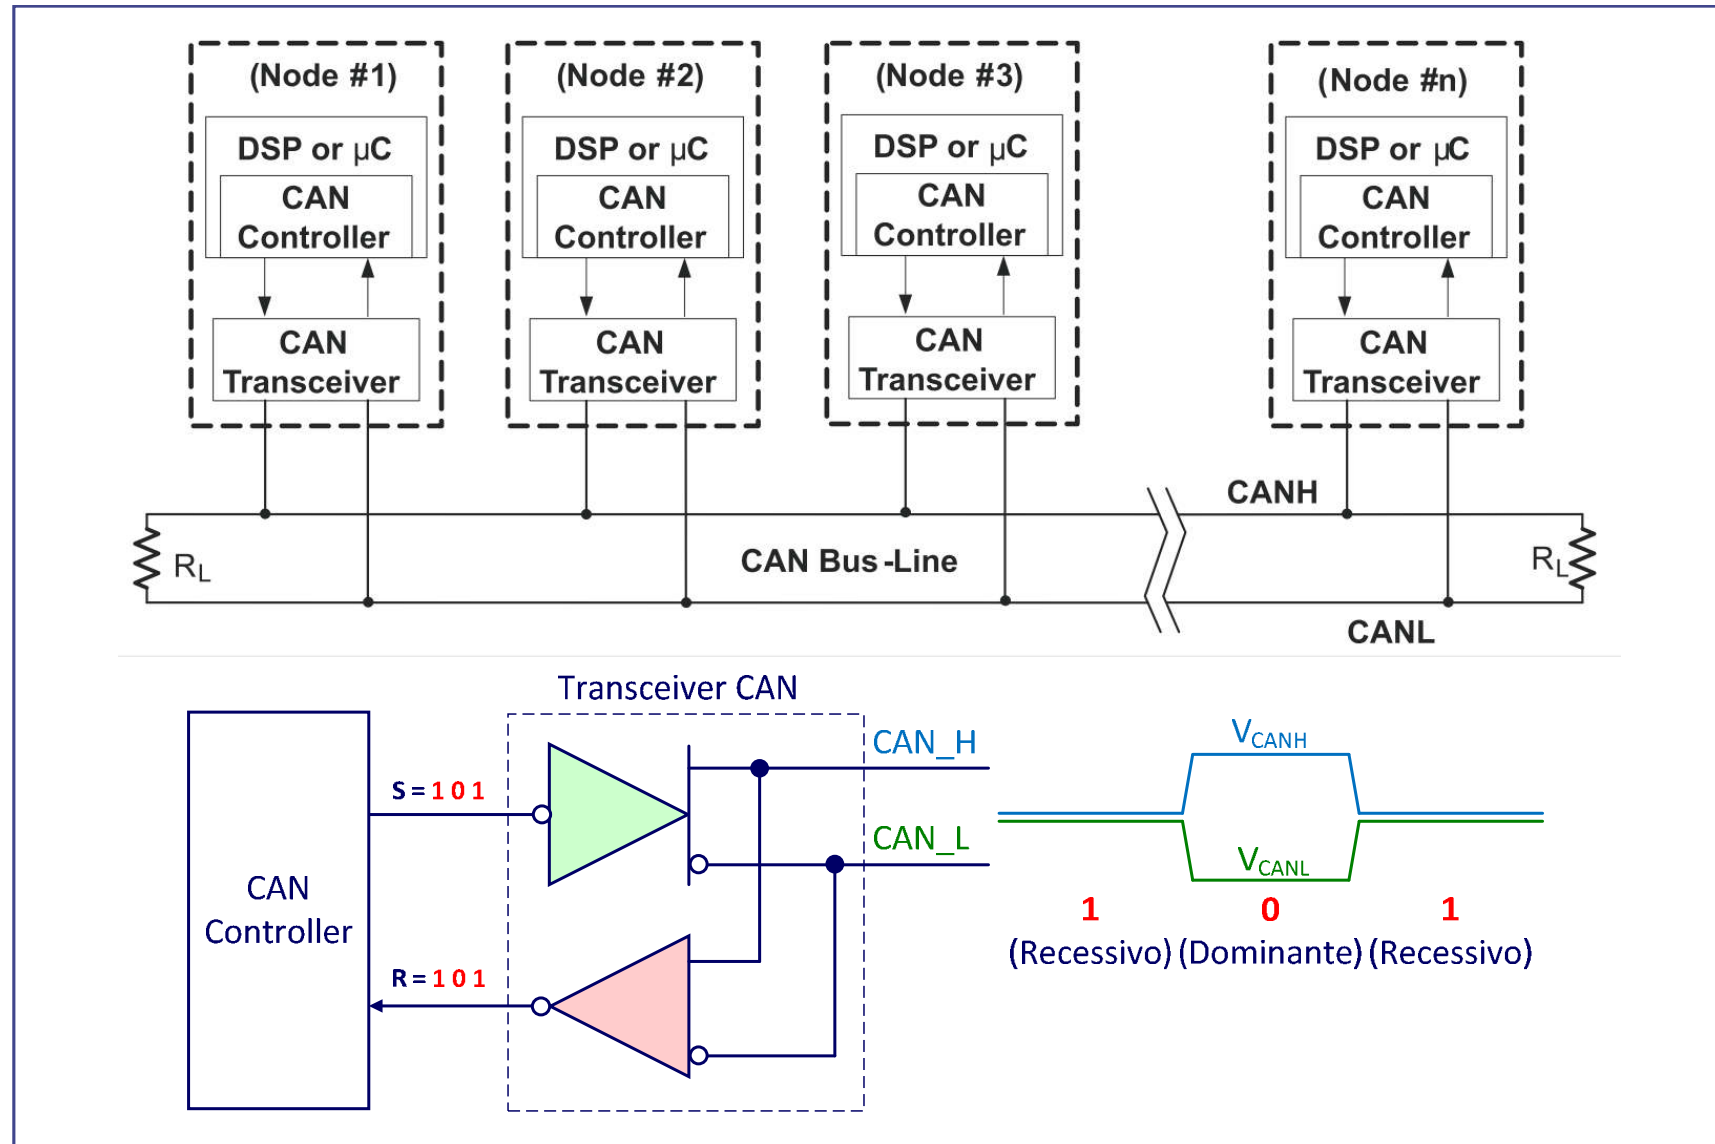 (Node #1)
DSP or µC
CAN
Controller
CAN
Transceiver
(Node #2)
DSP or µC
CAN
Controller
CAN
Transceiver
(Node #3)
DSP or µC
CAN
Controller
CAN
Transceiver
(Node #n)
DSP or µC
CAN
Controller
CAN
Transceiver
CANH
RL
CAN Bus-Line
RL
CANL
Transceiver CAN
CAN
Controller
S = 1 0 1
R = 1 0 1
CAN_H
CAN_L
VCANH
VCANL
1 0 1
(Recessivo) (Dominante) (Recessivo)